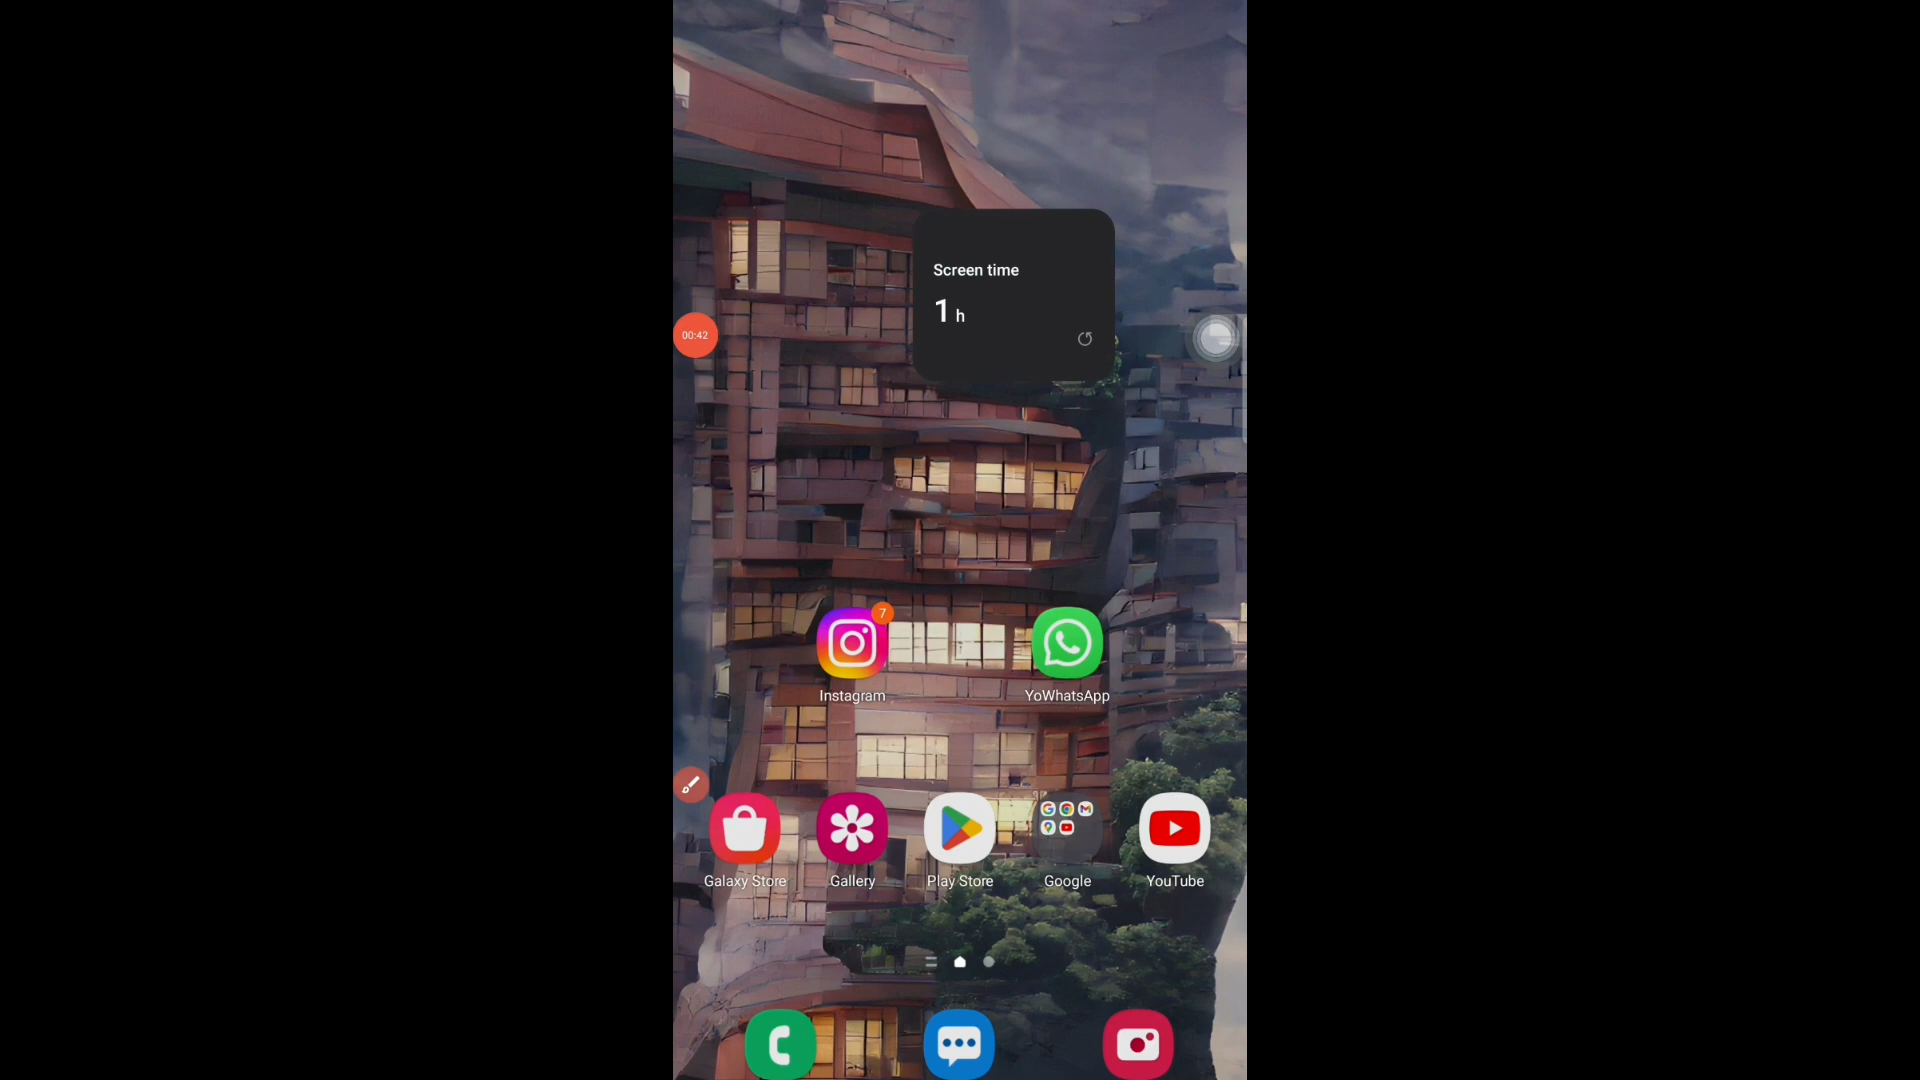 Screen time
1 h
00:42
7
Instagram
YoWhatsApp
Galaxy Store
Gallery
Play Store
Google
YouTube